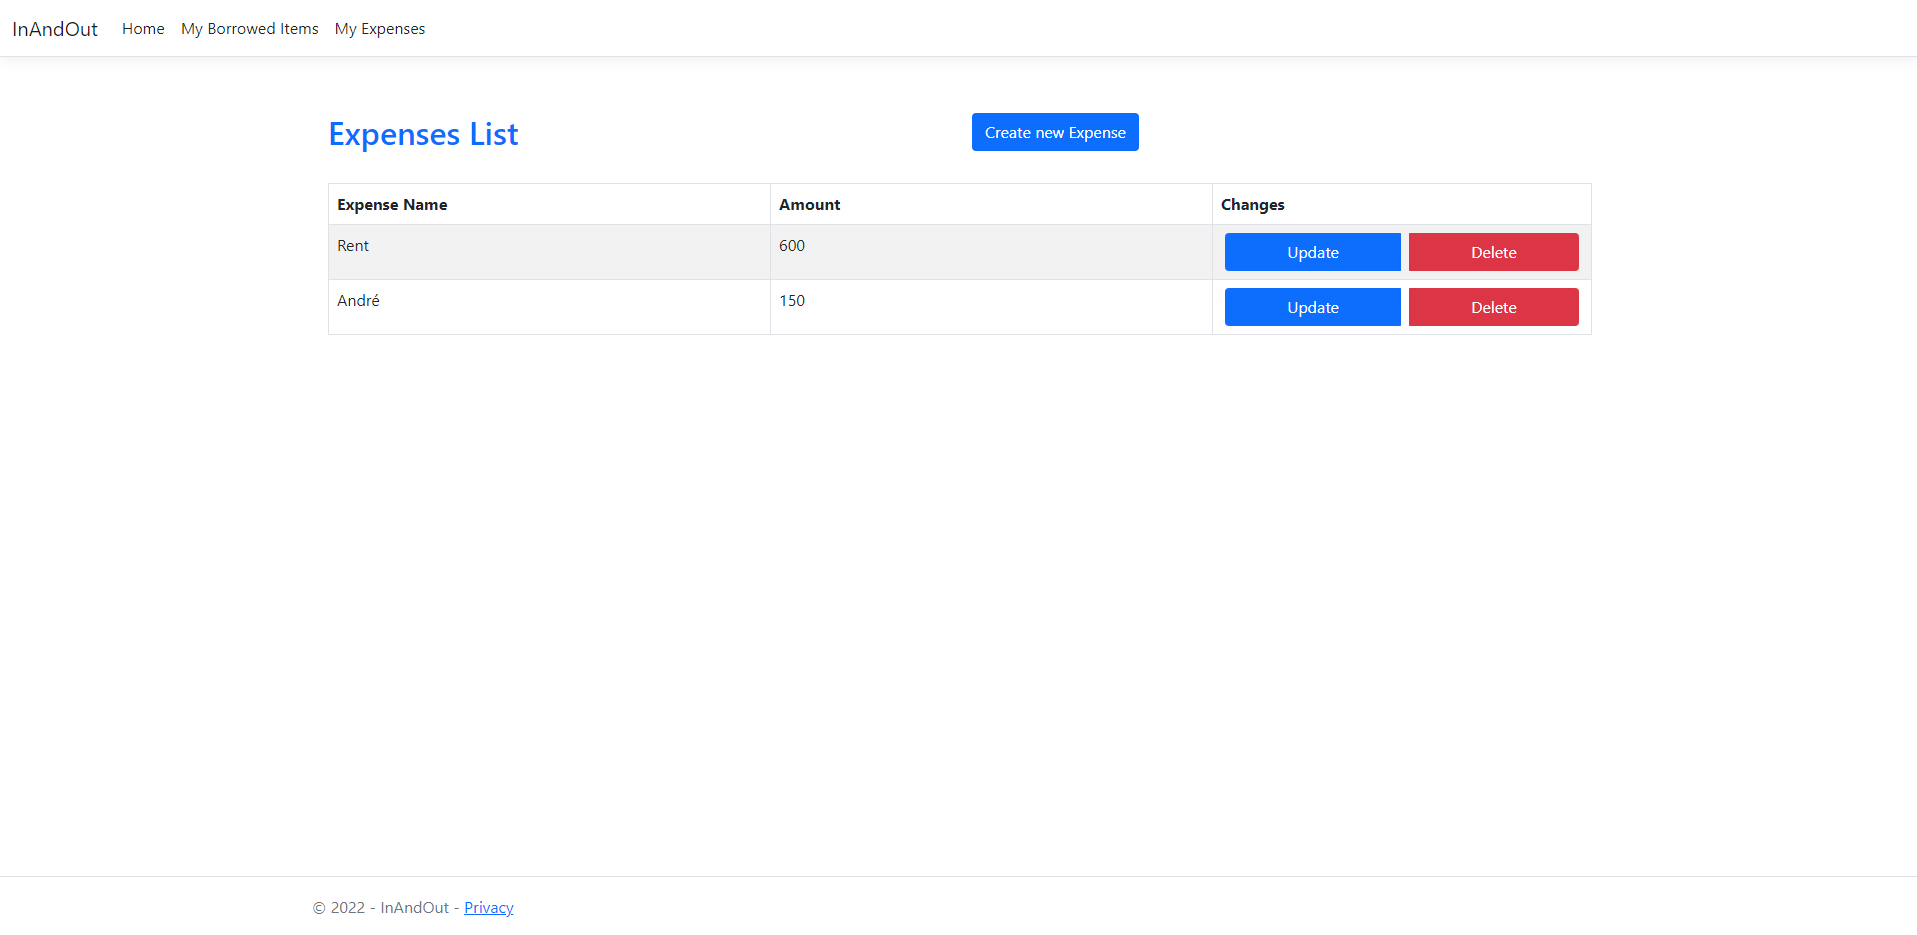 InAndOut Home My Borrowed Items My Expenses
Expenses List Create new Expense
Expense Name Amount Changes
Rent 600 Update Delete
André 150 Update Delete
© 2022 - InAndOut - Privacy